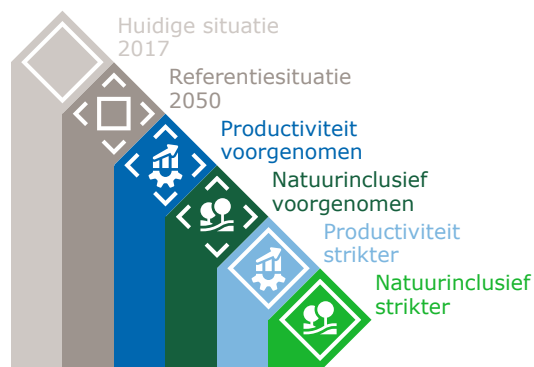 Huidige situatie
2017
Referentiesituatie
2050
Productiviteit
voorgenomen
Natuurinclusief
voorgenomen
Productiviteit
strikter
Natuurinclusief
strikter